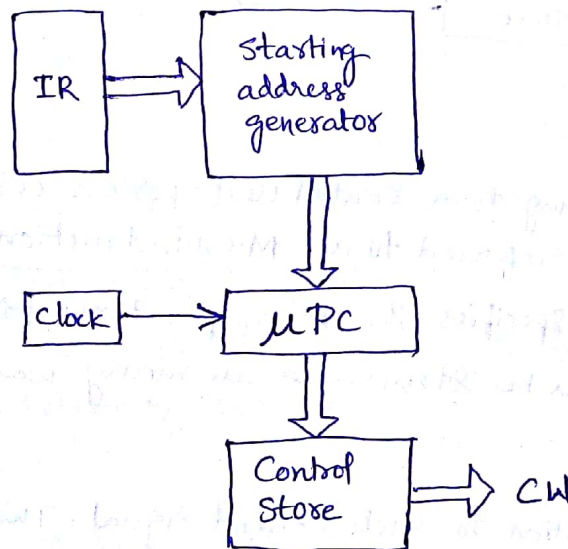 IR
Starting
address
generator
Clock
μPC
Control
Store
CW